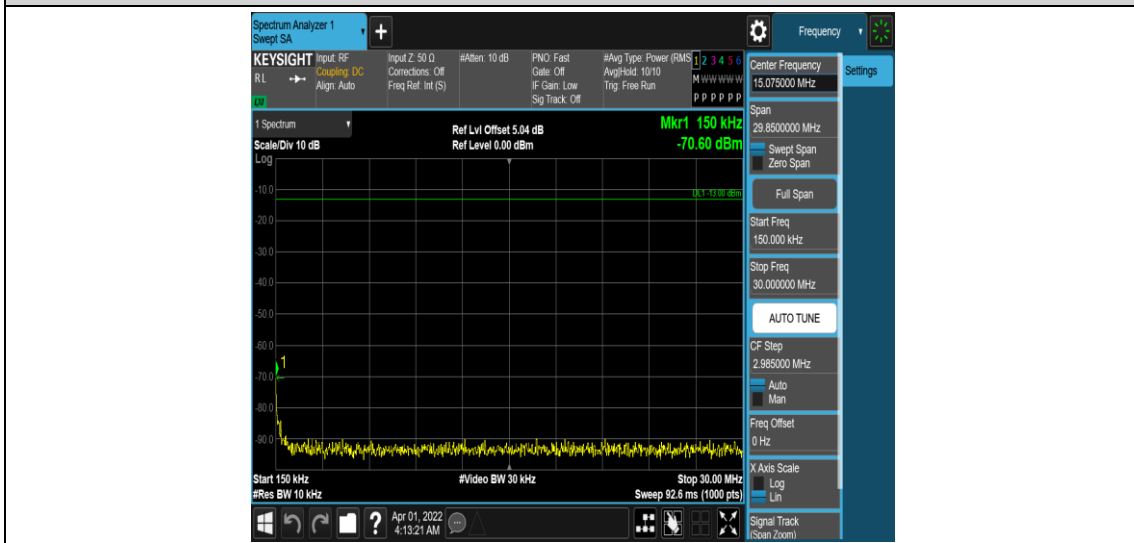 Spectrum Analyzer 1
Swept SA
Frequency
KEYSIGHT
RL
Input: RF
Coupling: DC
Align: Auto
Input Z: 50 Ω
Corrections: Off
Freq Ref: Int (S)
#Atten: 10 dB
PNO: Fast
Gate: Off
IF Gain: Low
Sig Track: Off
#Avg Type: Power (RMS
Avg|Hold: 10/10
Trig: Free Run
1 2 3 4 5 6
M W W W W W
P P P P P P
Center Frequency
15.075000 MHz
Settings
1 Spectrum
Scale/Div 10 dB
Log
Ref Lvl Offset 5.04 dB
Ref Level 0.00 dBm
Mkr1 150 kHz
-70.60 dBm
DL1 -13.00 dBm
-10.0
-20.0
-30.0
-40.0
-50.0
-60.0
1
-70.0
-80.0
-90.0
Span
29.8500000 MHz
Swept Span
Zero Span
Full Span
Start Freq
150.000 kHz
Stop Freq
30.000000 MHz
AUTO TUNE
CF Step
2.985000 MHz
Auto
Man
Freq Offset
0 Hz
X Axis Scale
Log
Lin
Signal Track
(Span Zoom)
Start 150 kHz
#Res BW 10 kHz
#Video BW 30 kHz
Stop 30.00 MHz
Sweep 92.6 ms (1000 pts)
Apr 01, 2022
4:13:21 AM